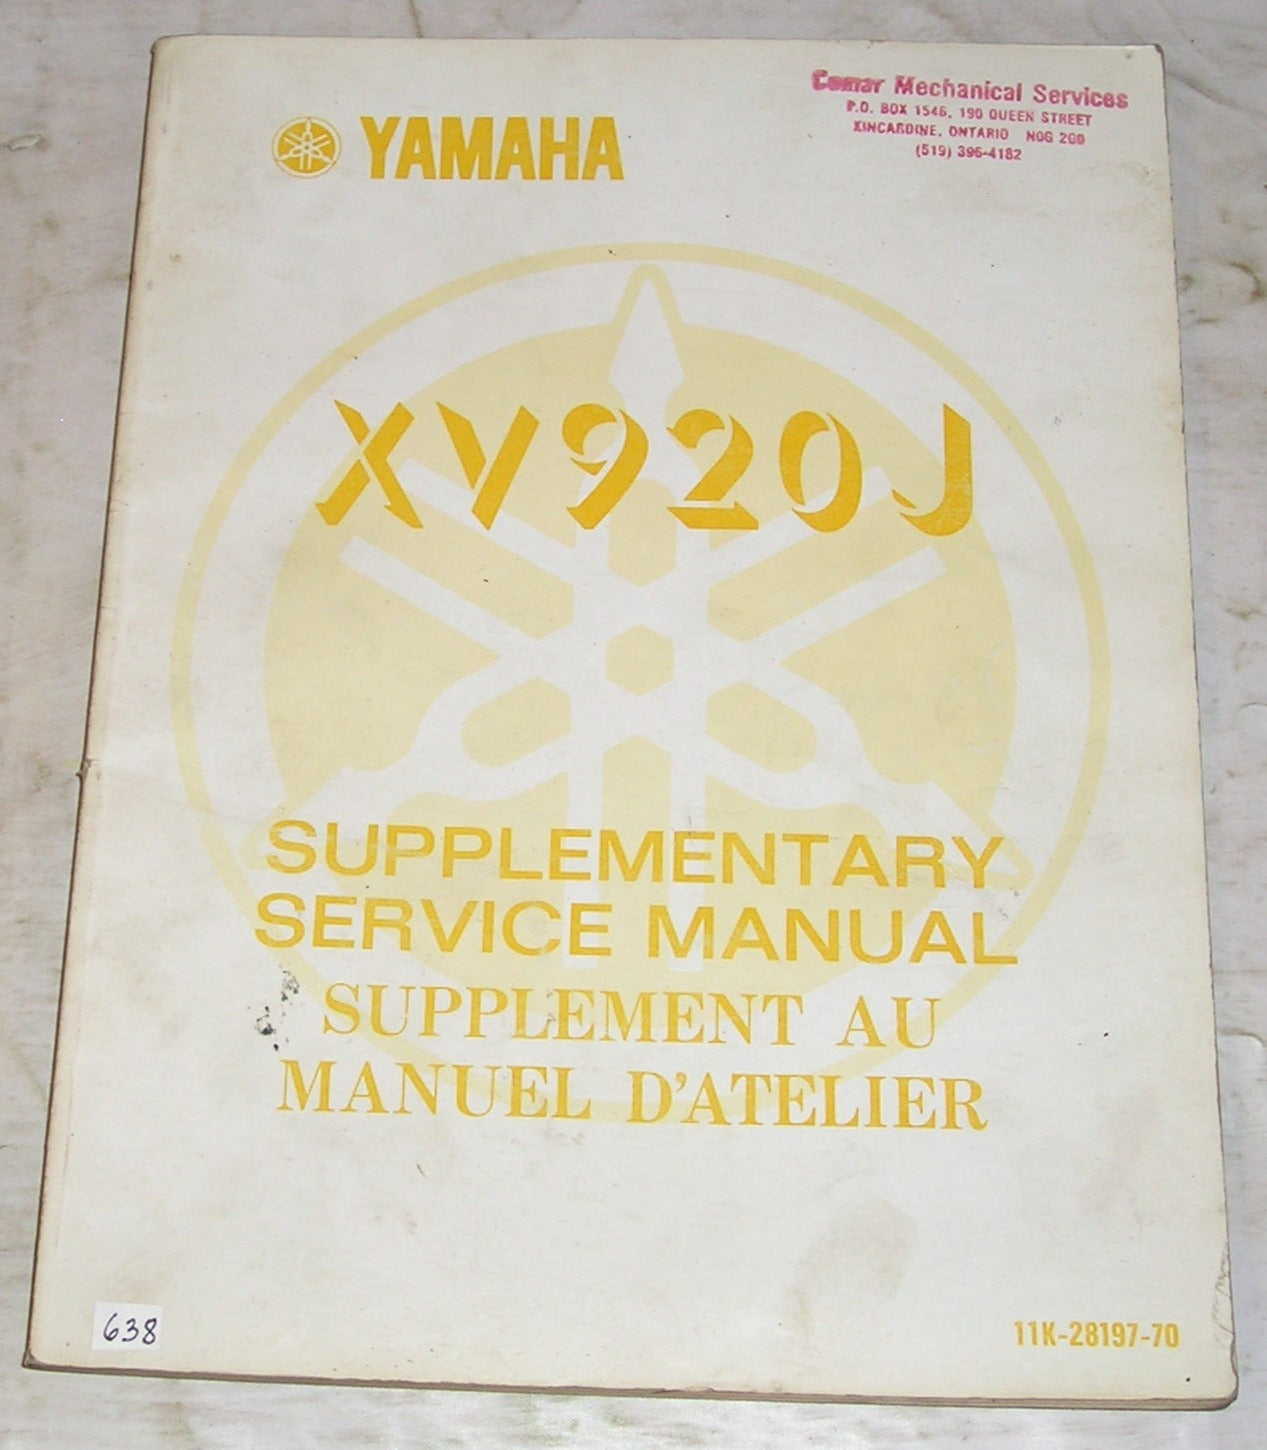 YAMAHA
Comar Mechanical Services
P.O. BOX 1546, 190 QUEEN STREET
KINCARDINE, ONTARIO N0G 2G0
(519) 396-4182
XV920J
SUPPLEMENTARY
SERVICE MANUAL
SUPPLEMENT AU
MANUEL D'ATELIER
638
11K-28197-70